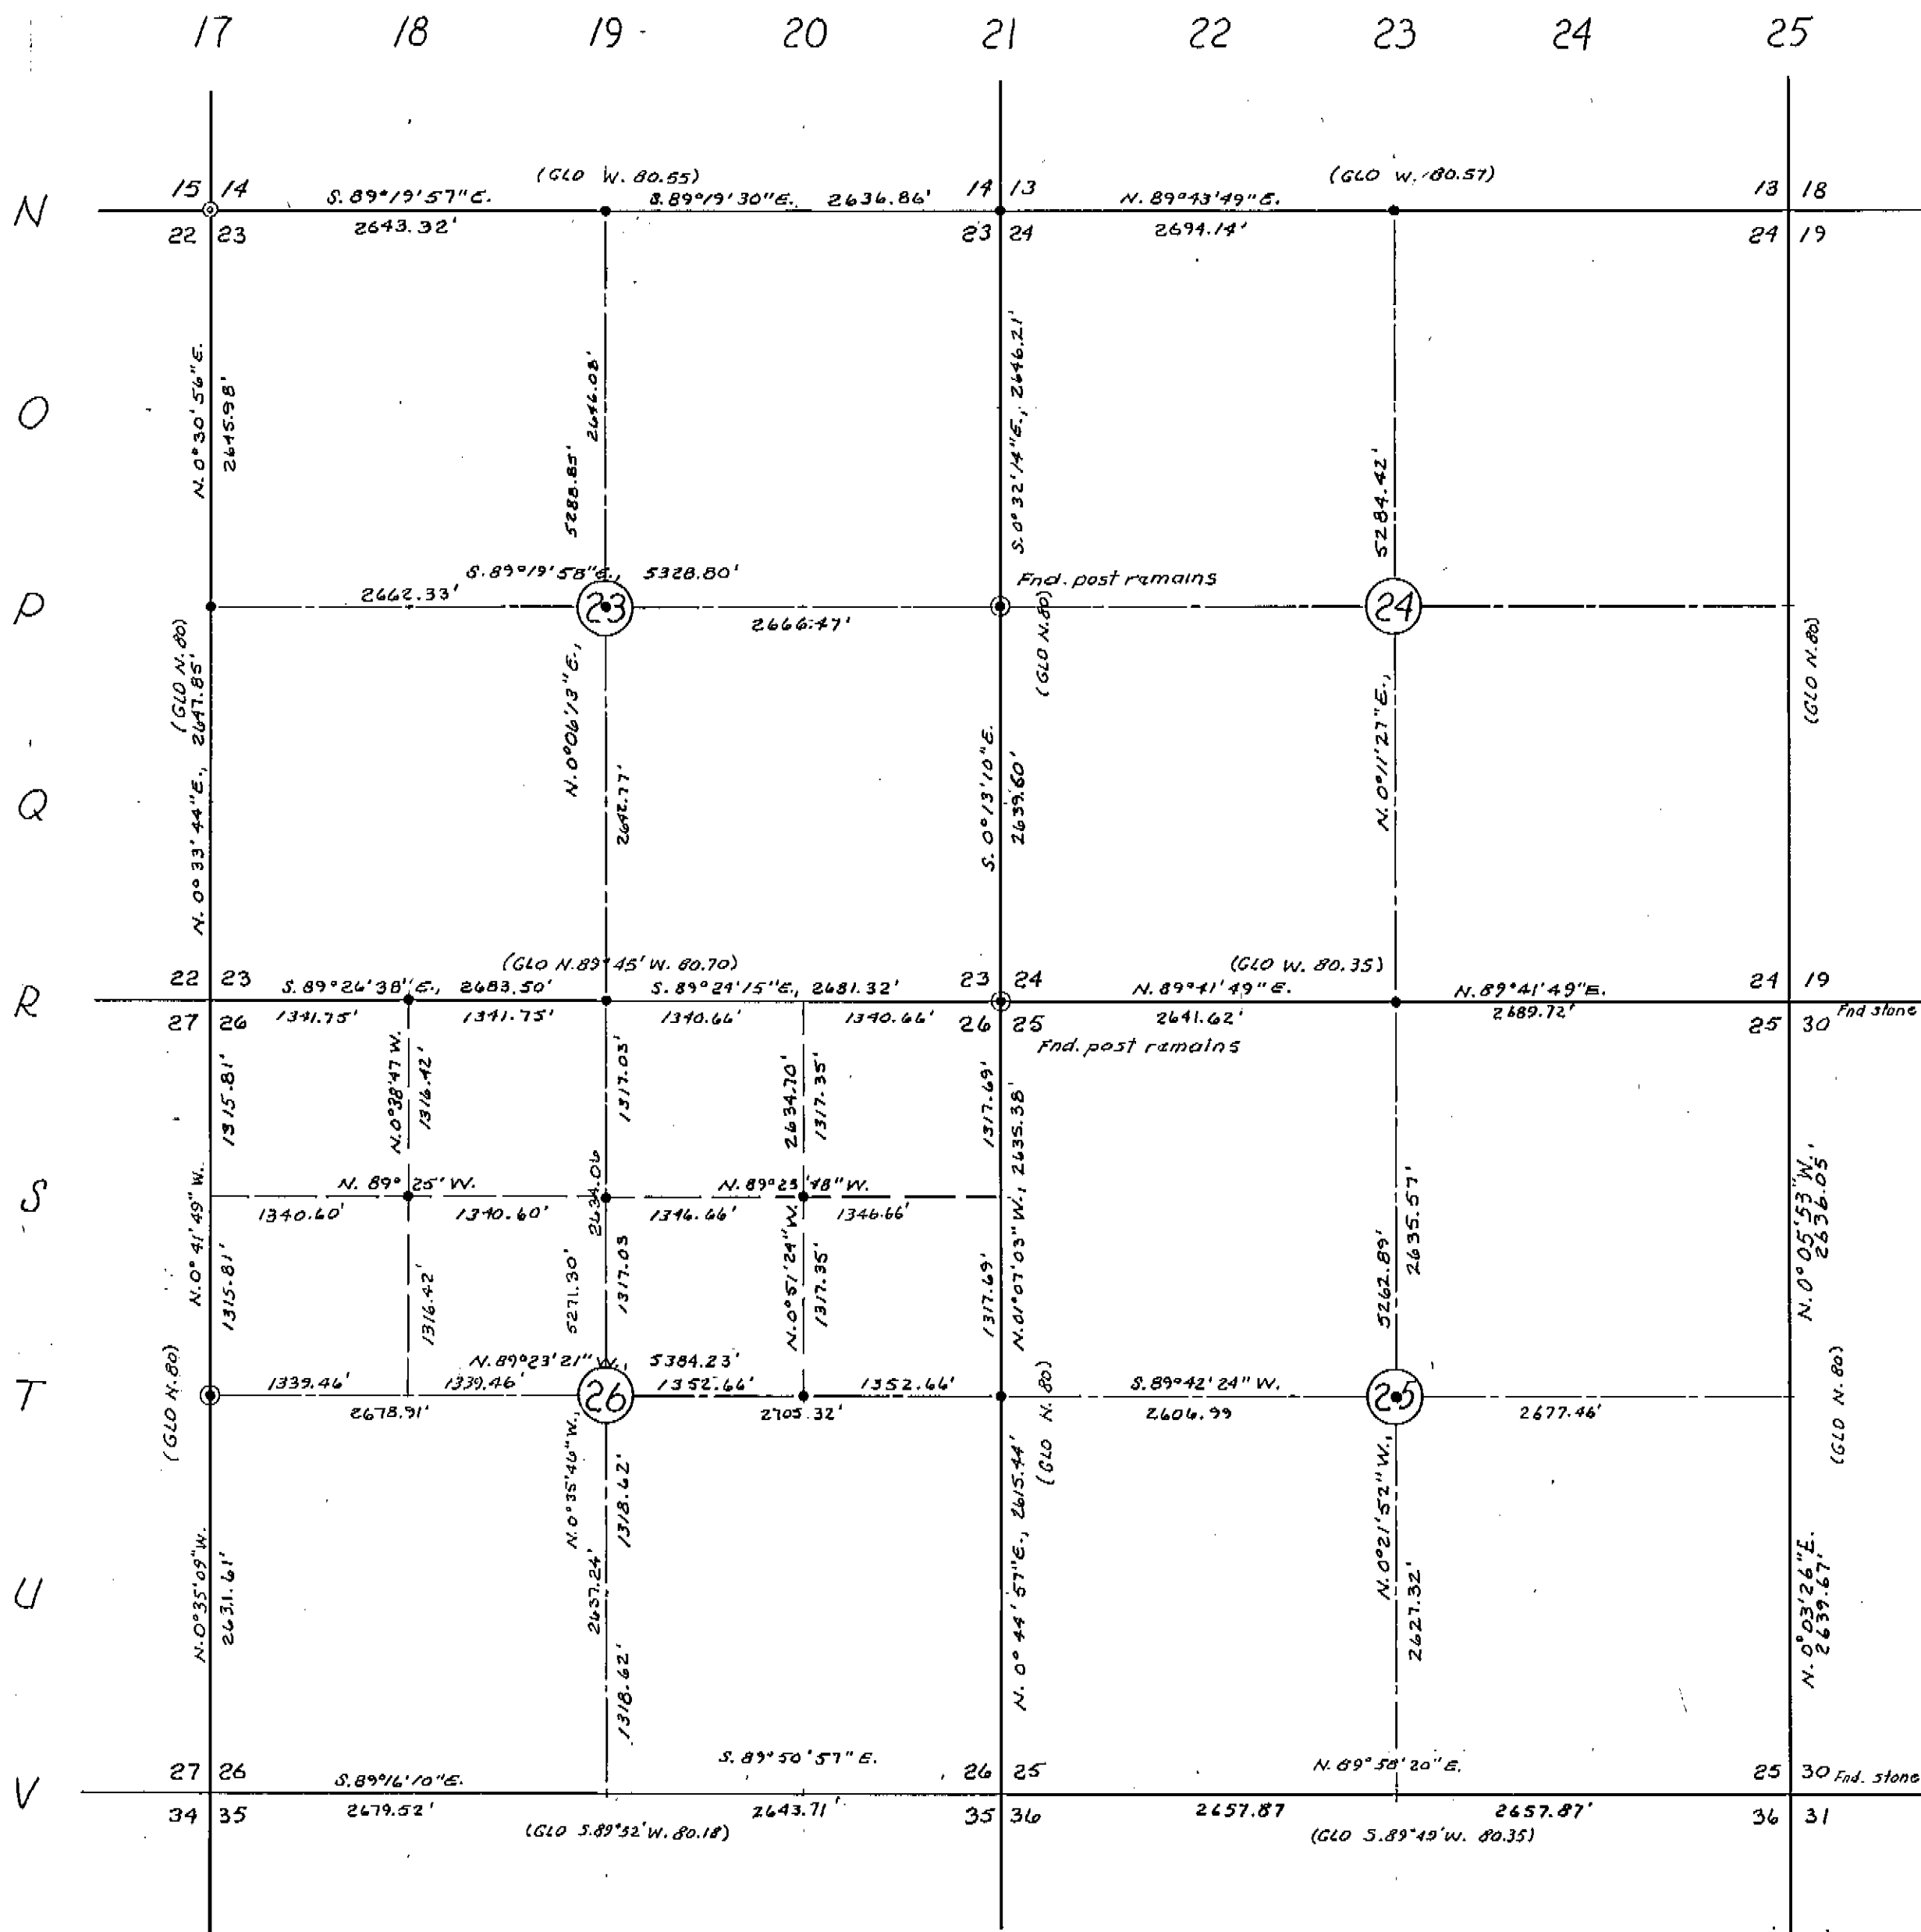 17 18 19 20 21 22 23 24 25
(GLO W. 80.55) (GLO W. 80.57)
15 14 S. 89°19'57"E. S. 89°19'30"E. 2636.86' 14 13 N. 89°43'49"E. 13 18
N
22 23 2643.32' 23 24 2694.14' 24 19
N. 0°30'56"E.
2645.98'
2646.08'
5288.85'
S. 0°32'14"E., 2646.21'
5284.42'
O
S. 89°19'58"E., 5328.80' Fnd. post remains
2662.33'
P
23 24
2666.47'
(GLO N. 80)
N. 0°33'44"E., 2647.85'
N. 0°06'13"E.,
2642.77'
(GLO N. 80)
S. 0°13'10"E.
2639.60'
N. 0°11'27"E.,
(GLO N. 80)
Q
(GLO N. 89°45'W. 80.70) (GLO W. 80.35)
22 23 S. 89°26'38"E., 2683.50' S. 89°24'15"E., 2681.32' 23 24 N. 89°41'49"E. N. 89°41'49"E. 24 19
R
Fnd stone
27 26 1341.75' 1341.75' 1340.66' 1340.66' 26 25 2641.62' 2689.72' 25 30
Fnd. post remains
1315.81'
N. 0°38'47 W.
1316.42'
1317.03'
2634.70'
1317.35'
1317.69'
N. 01°07'03"W., 2635.38'
2635.57'
5262.89'
N. 0°05'53"W.
2636.05'
S
N. 89°25'W. N. 89°23'48"W.
1340.60' 1340.60' 1346.66' 1346.66'
N. 0°41'49"W.
1315.81'
1316.42'
2634.06
5271.30'
1317.03
N. 0°51'24"W.
1317.35'
1317.69'
N. 89°23'21"W., 5384.23'
T
1339.46' 1339.46' 26 1352.66' 1352.66' S. 89°42'24"W. 25
2678.91' 2705.32' 2606.99 2677.46'
(GLO N. 80)
(GLO N. 80)
(GLO N. 80)
N. 0°35'09"W.
2631.61'
N. 0°35'46"W.,
2637.24'
1318.62'
1318.62'
N. 0°44'57"E., 2615.44'
N. 0°21'52"W.,
2627.32'
N. 0°03'26"E.
2639.67'
U
27 26 S. 89°16'10"E. S. 89°50'57"E. 26 25 N. 89°58'20"E. 25 30 Fnd. stone
V
34 35 2679.52' 2643.71' 35 36 2657.87 2657.87' 36 31
(GLO S. 89°52'W. 80.18) (GLO S. 89°49'W. 80.35)